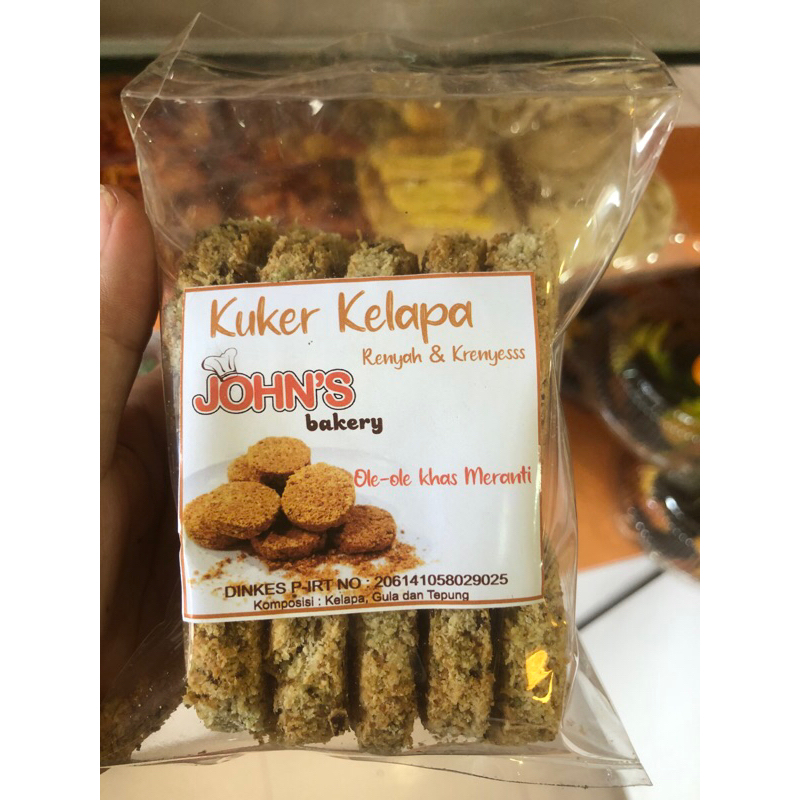 Kuker Kelapa
Renyah & Krenyesss
JOHN'S
bakery
Ole-ole khas Meranti
DINKES P-IRT NO : 206141058029025
Komposisi : Kelapa, Gula dan Tepung